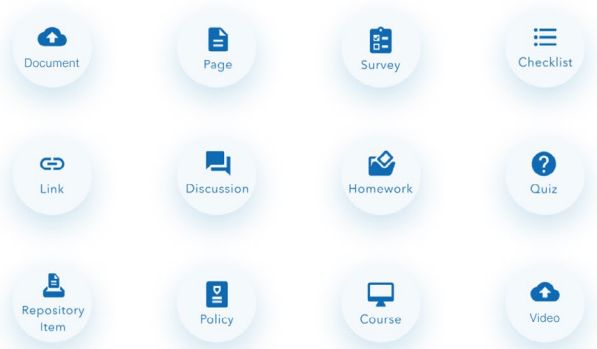 Document
Page
Survey
Checklist
Link
Discussion
Homework
Quiz
Repository
Item
Policy
Course
Video